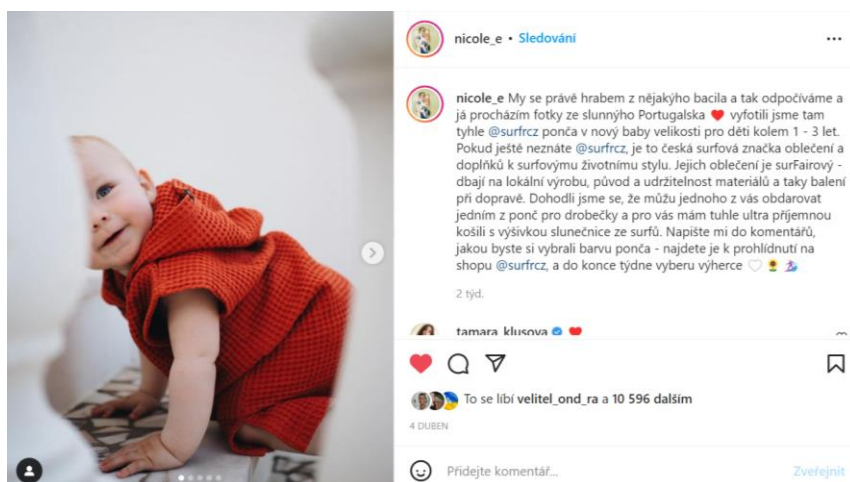 nicole_e • Sledování
nicole_e My se právě hrabem z nějakýho bacila a tak odpočíváme a
já procházím fotky ze slunnýho Portugalska ❤️ vyfotili jsme tam
tyhle @surfrcz ponča v nový baby velikosti pro děti kolem 1 - 3 let.
Pokud ještě neznáte @surfrcz, je to česká surfová značka oblečení a
doplňků k surfovýmu životnímu stylu. Jejich oblečení je surFairový -
dbají na lokální výrobu, původ a udržitelnost materiálů a taky balení
při dopravě. Dohodli jsme se, že můžu jednoho z vás obdarovat
jedním z ponč pro drobečky a pro vás mám tuhle ultra příjemnou
košili s výšivkou slunečnice ze surfů. Napište mi do komentářů,
jakou byste si vybrali barvu ponča - najdete je k prohlídnutí na
shopu @surfrcz, a do konce týdne vyberu výherce 🤍 🌻 🏄‍♀️
2 týd.
tamara_klusova ❤️
To se líbí velitel_ond_ra a 10 596 dalším
4 DUBEN
Přidejte komentář...
Zveřejnit